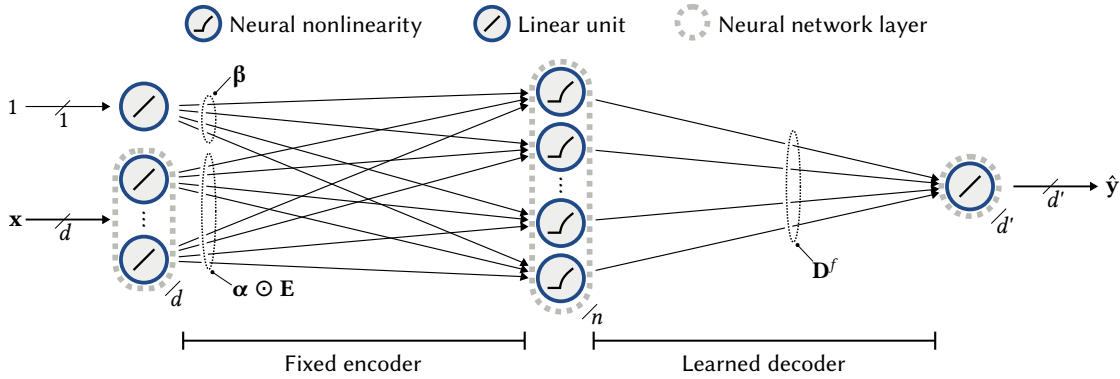 Neural nonlinearity Linear unit Neural network layer
β
1 1
x d
d
α ⊙ E
n
D^f
d'
d' ŷ
Fixed encoder Learned decoder